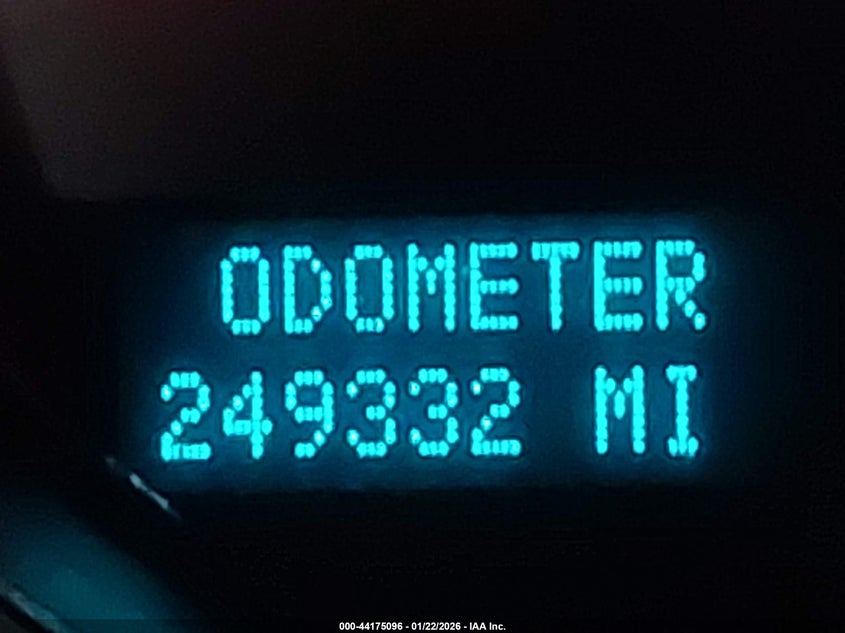 ODOMETER
249332 MI
000-44175096 - 01/22/2026 - IAA Inc.